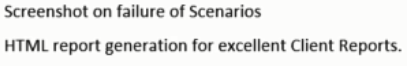 Screenshot on failure of Scenarios
HTML report generation for excellent Client Reports.